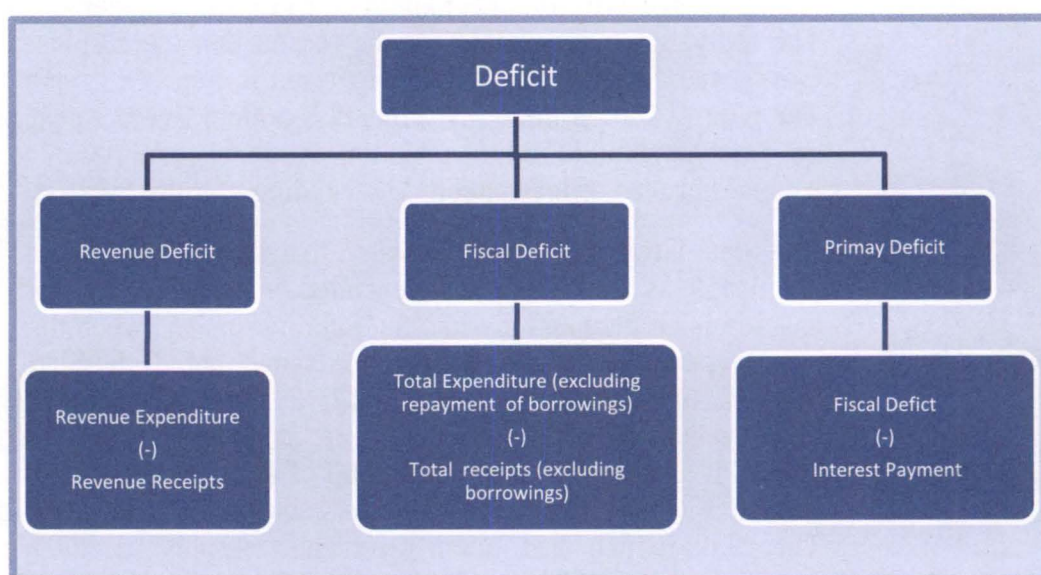 Deficit
Revenue Deficit
Fiscal Deficit
Primay Deficit
Revenue Expenditure
(-)
Revenue Receipts
Total Expenditure (excluding
repayment of borrowings)
(-)
Total receipts (excluding
borrowings)
Fiscal Defict
(-)
Interest Payment